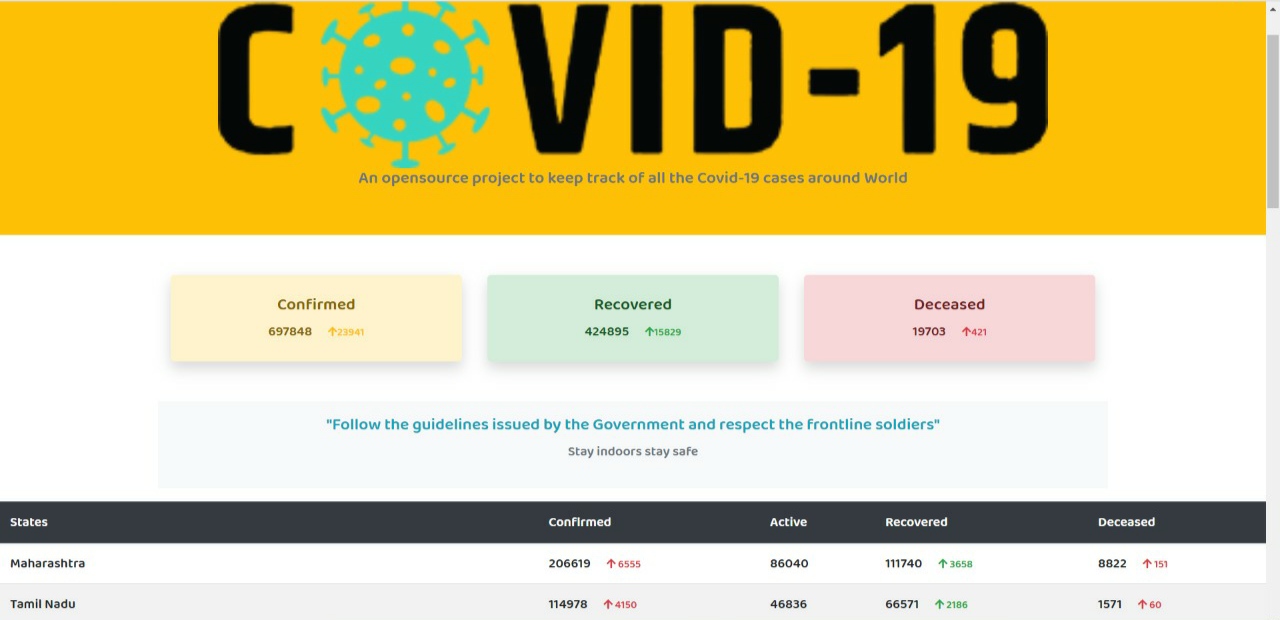 COVID-19
An opensource project to keep track of all the Covid-19 cases around World
Confirmed Recovered Deceased
697848 ↑23941 424895 ↑15829 19703 ↑421
"Follow the guidelines issued by the Government and respect the frontline soldiers"
Stay indoors stay safe
States Confirmed Active Recovered Deceased
Maharashtra 206619 ↑ 6555 86040 111740 ↑ 3658 8822 ↑ 151
Tamil Nadu 114978 ↑ 4150 46836 66571 ↑ 2186 1571 ↑ 60